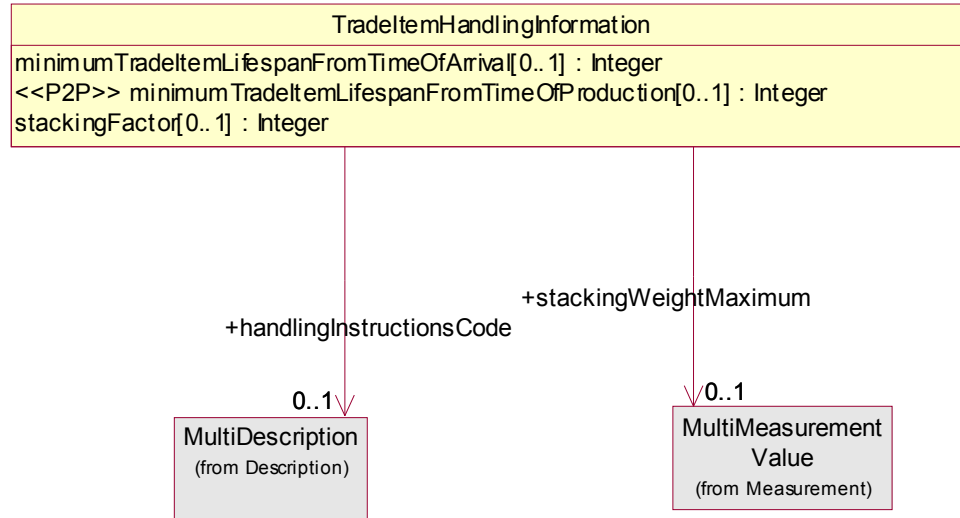 TradeItemHandlingInformation
minimumTradeItemLifespanFromTimeOfArrival[0..1] : Integer
<<P2P>> minimumTradeItemLifespanFromTimeOfProduction[0..1] : Integer
stackingFactor[0..1] : Integer
+stackingWeightMaximum
+handlingInstructionsCode
0..1
0..1
MultiDescription
(from Description)
MultiMeasurement
Value
(from Measurement)